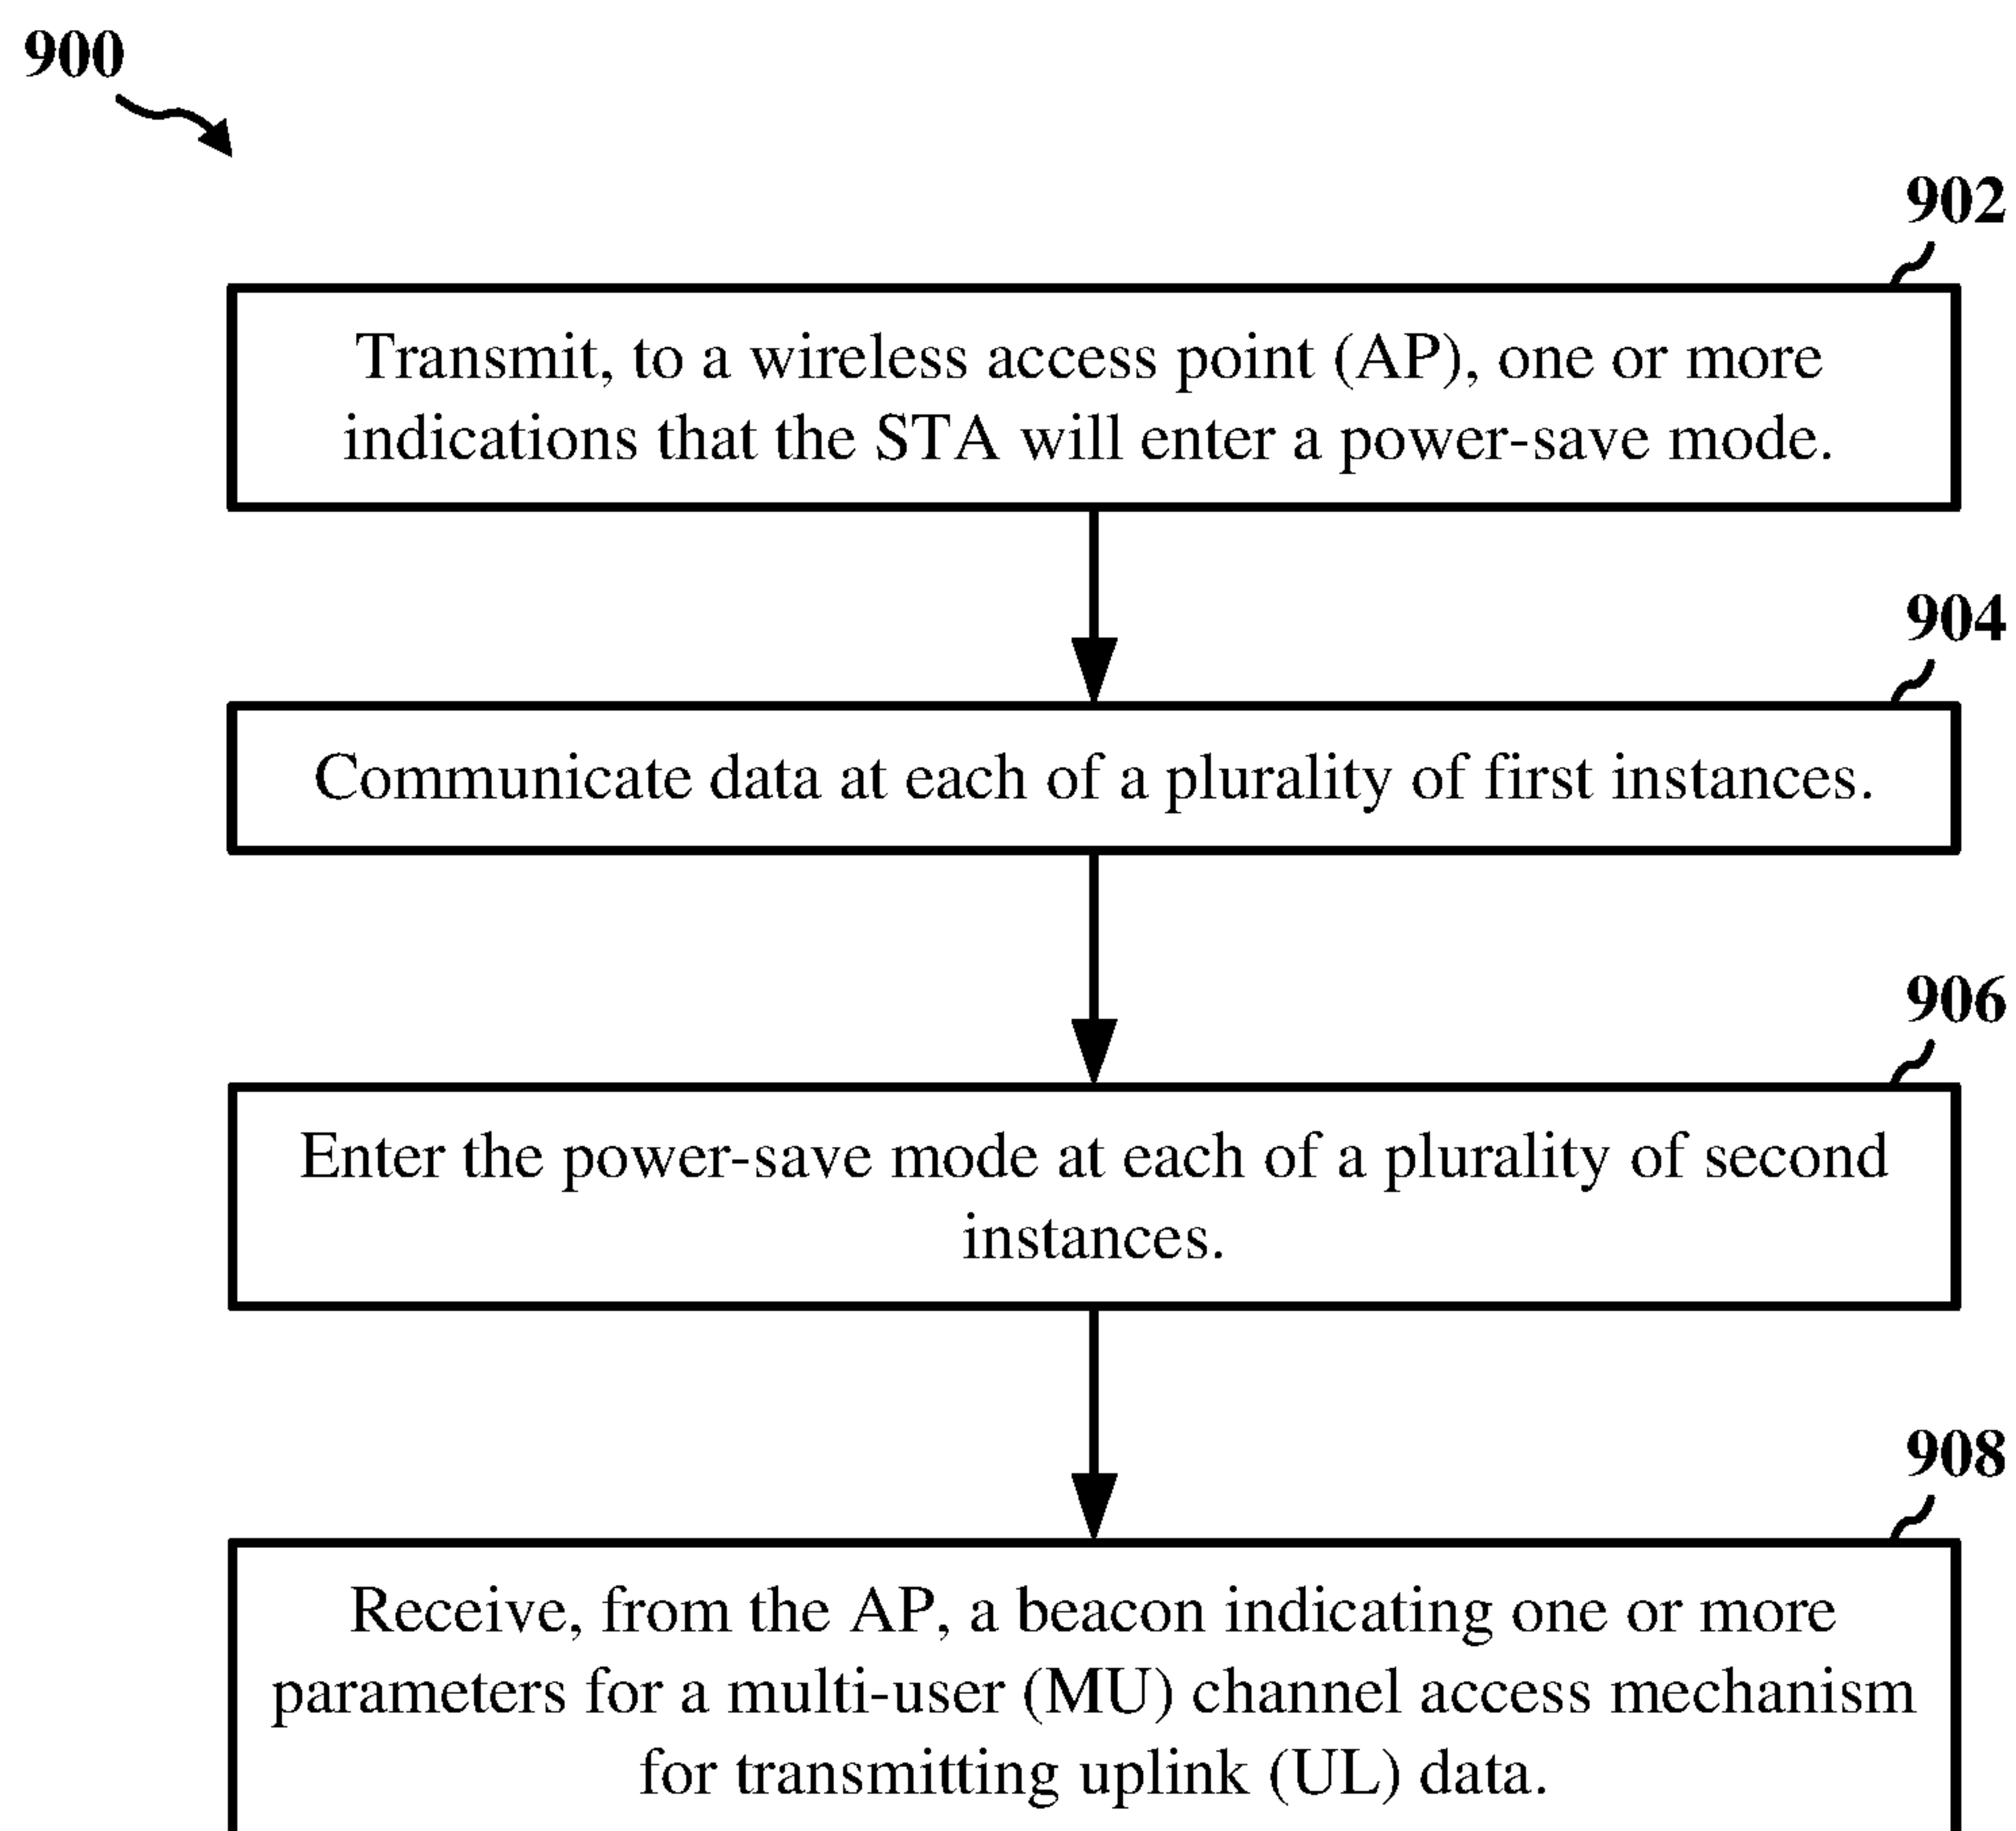 900
902
Transmit, to a wireless access point (AP), one or more
indications that the STA will enter a power-save mode.
904
Communicate data at each of a plurality of first instances.
906
Enter the power-save mode at each of a plurality of second
instances.
908
Receive, from the AP, a beacon indicating one or more
parameters for a multi-user (MU) channel access mechanism
for transmitting uplink (UL) data.